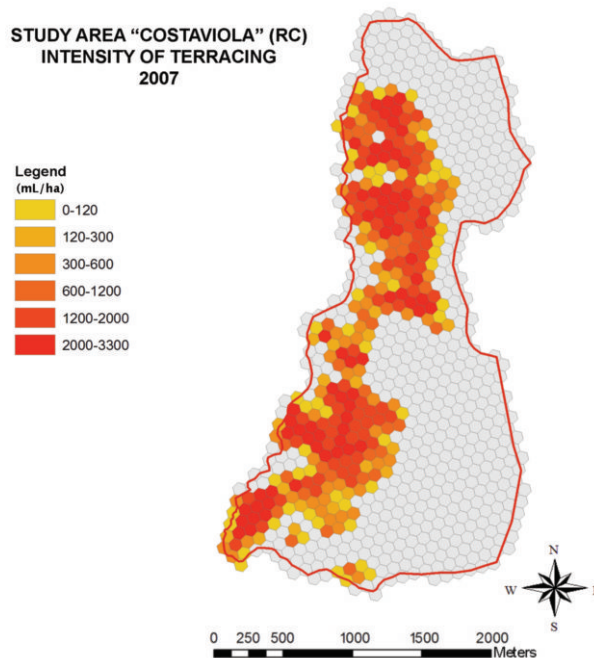 STUDY AREA “COSTAVIOLA” (RC)
INTENSITY OF TERRACING
2007
Legend
(mL/ha)
0-120
120-300
300-600
600-1200
1200-2000
2000-3300
N
W
E
S
0 250 500 1000 1500 2000
Meters